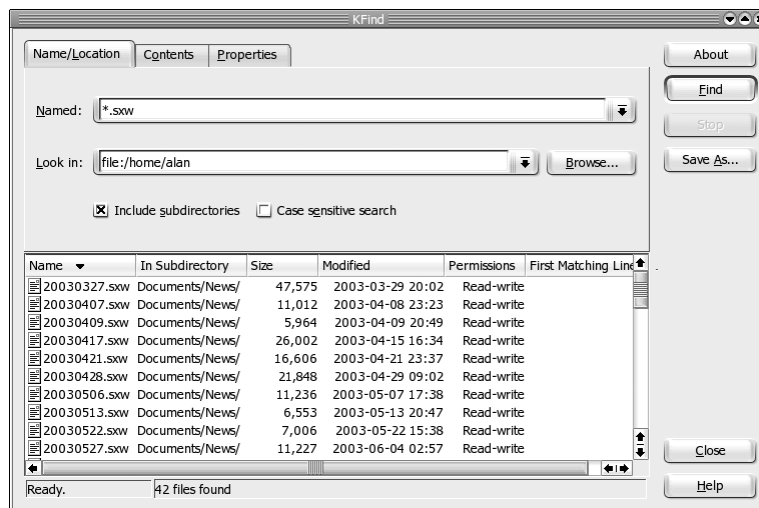 KFind
Name/Location Contents Properties
About
Named: *.sxw
Find
Stop
Look in: file:/home/alan Browse...
Save As...
Include subdirectories Case sensitive search
Name In Subdirectory Size Modified Permissions First Matching Line
20030327.sxw Documents/News/ 47,575 2003-03-29 20:02 Read-write
20030407.sxw Documents/News/ 11,012 2003-04-08 23:23 Read-write
20030409.sxw Documents/News/ 5,964 2003-04-09 20:49 Read-write
20030417.sxw Documents/News/ 26,002 2003-04-15 16:34 Read-write
20030421.sxw Documents/News/ 16,606 2003-04-21 23:37 Read-write
20030428.sxw Documents/News/ 21,848 2003-04-29 09:02 Read-write
20030506.sxw Documents/News/ 11,236 2003-05-07 17:38 Read-write
20030513.sxw Documents/News/ 6,553 2003-05-13 20:47 Read-write
20030522.sxw Documents/News/ 7,006 2003-05-22 15:38 Read-write
20030527.sxw Documents/News/ 11,227 2003-06-04 02:57 Read-write
Close
Ready. 42 files found
Help